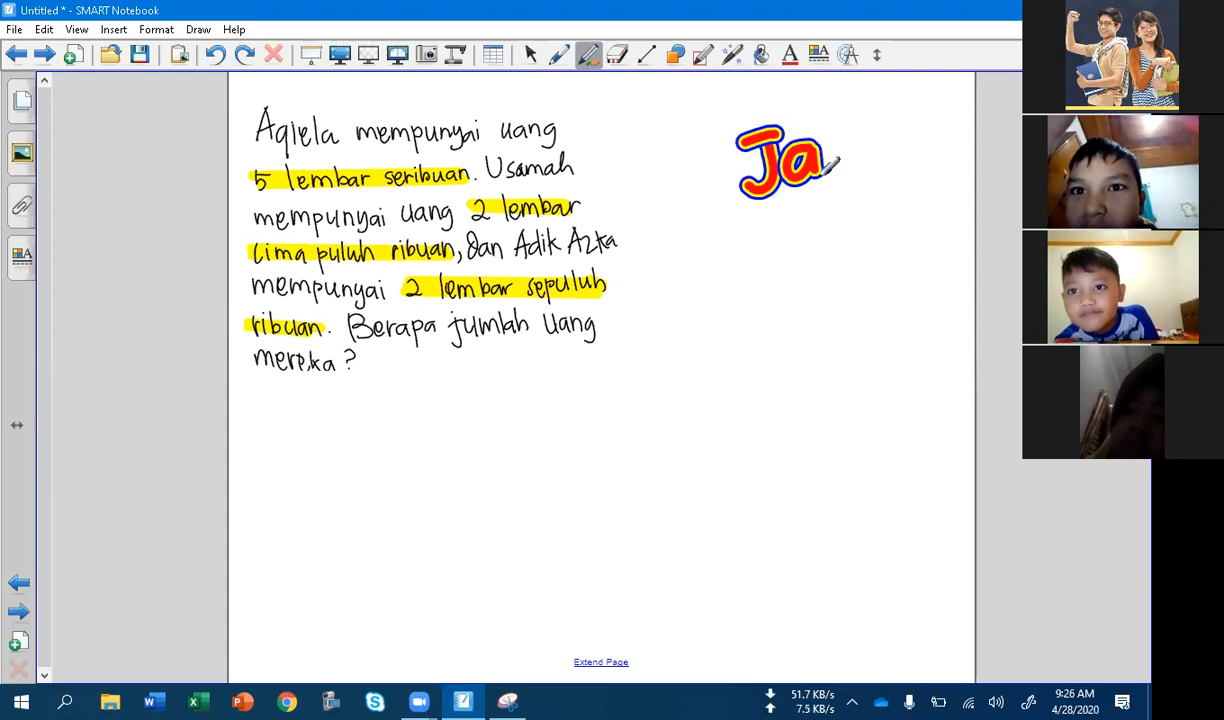 Untitled * - SMART Notebook
File Edit View Insert Format Draw Help
Aqiela mempunyai uang
5 lembar seribuan. Usamah
mempunyai uang 2 lembar
lima puluh ribuan, dan Adik Azka
mempunyai 2 lembar sepuluh
ribuan. Berapa jumlah uang
mereka?
Ja
Extend Page
51.7 KB/s
7.5 KB/s
9:26 AM
4/28/2020